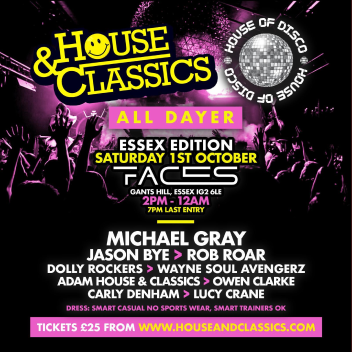 HOUSE
& CLASSICS
HOUSE OF DISCO
HOUSE OF DISCO
ALL DAYER
ESSEX EDITION
SATURDAY 1ST OCTOBER
FACES
GANTS HILL, ESSEX IG2 6LE
2PM - 12AM
7PM LAST ENTRY
MICHAEL GRAY
JASON BYE > ROB ROAR
DOLLY ROCKERS > WAYNE SOUL AVENGERZ
ADAM HOUSE & CLASSICS > OWEN CLARKE
CARLY DENHAM > LUCY CRANE
DRESS: SMART CASUAL NO SPORTS WEAR, SMART TRAINERS OK
TICKETS £25 FROM WWW.HOUSEANDCLASSICS.COM